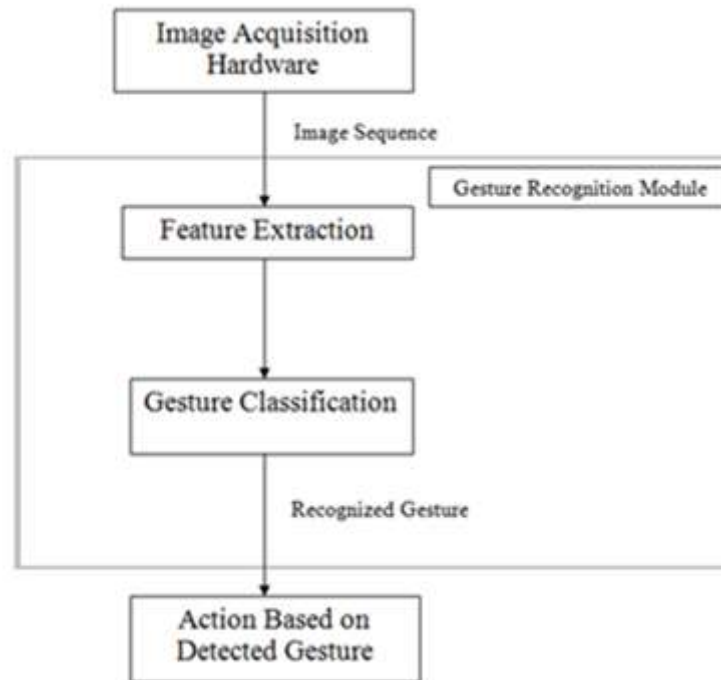 Image Acquisition
Hardware
Image Sequence
Gesture Recognition Module
Feature Extraction
Gesture Classification
Recognized Gesture
Action Based on
Detected Gesture